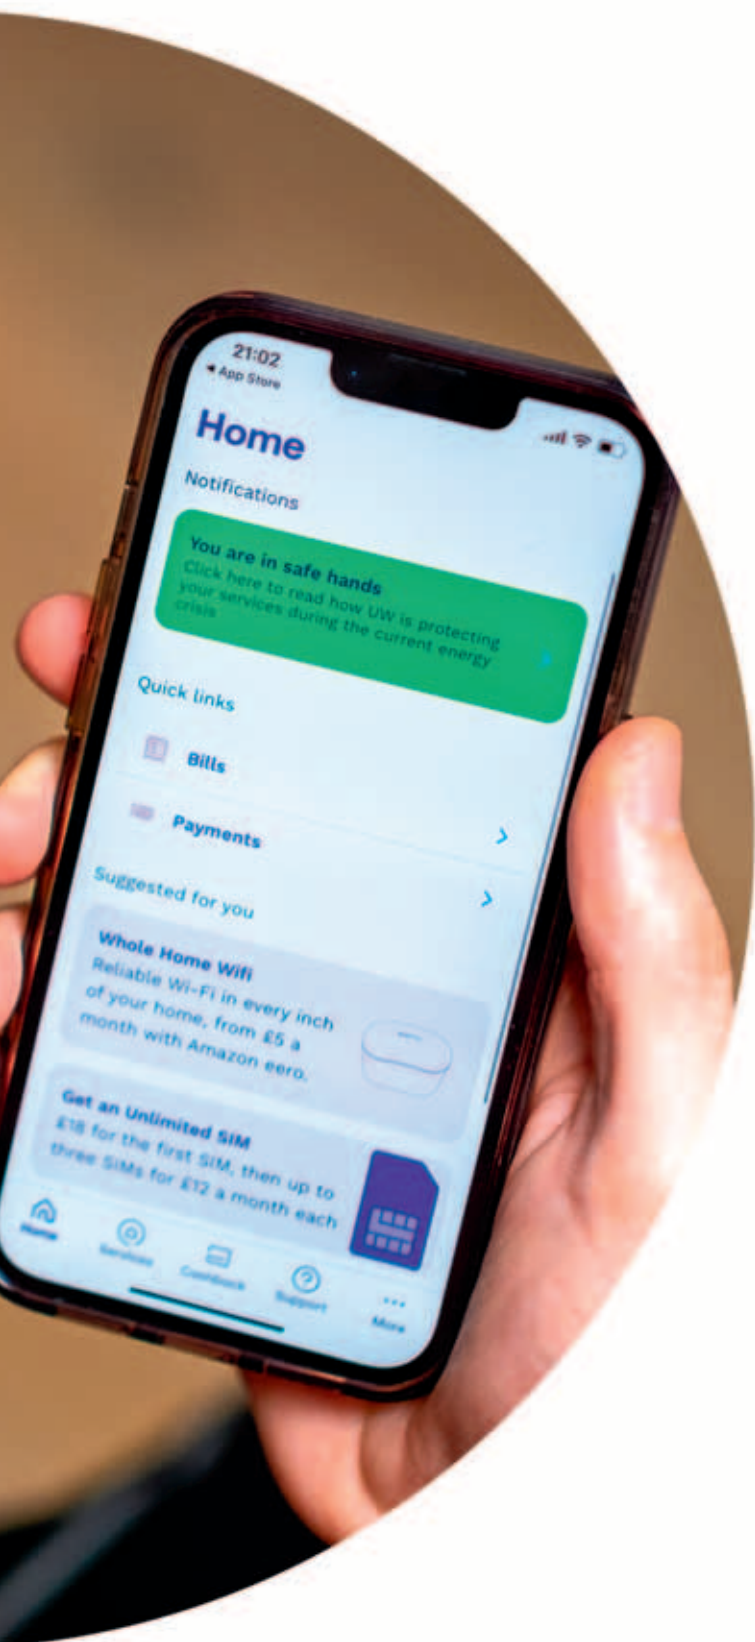 21:02
App Store
Home
Notifications
You are in safe hands
Click here to read how UW is protecting
your services during the current energy
crisis
Quick links
Bills
Payments
Suggested for you
Whole Home Wifi
Reliable Wi-Fi in every inch
of your home, from £5 a
month with Amazon eero.
Get an Unlimited SIM
£18 for the first SIM, then up to
three SIMs for £12 a month each
Home
Services
Cashback
Support
More